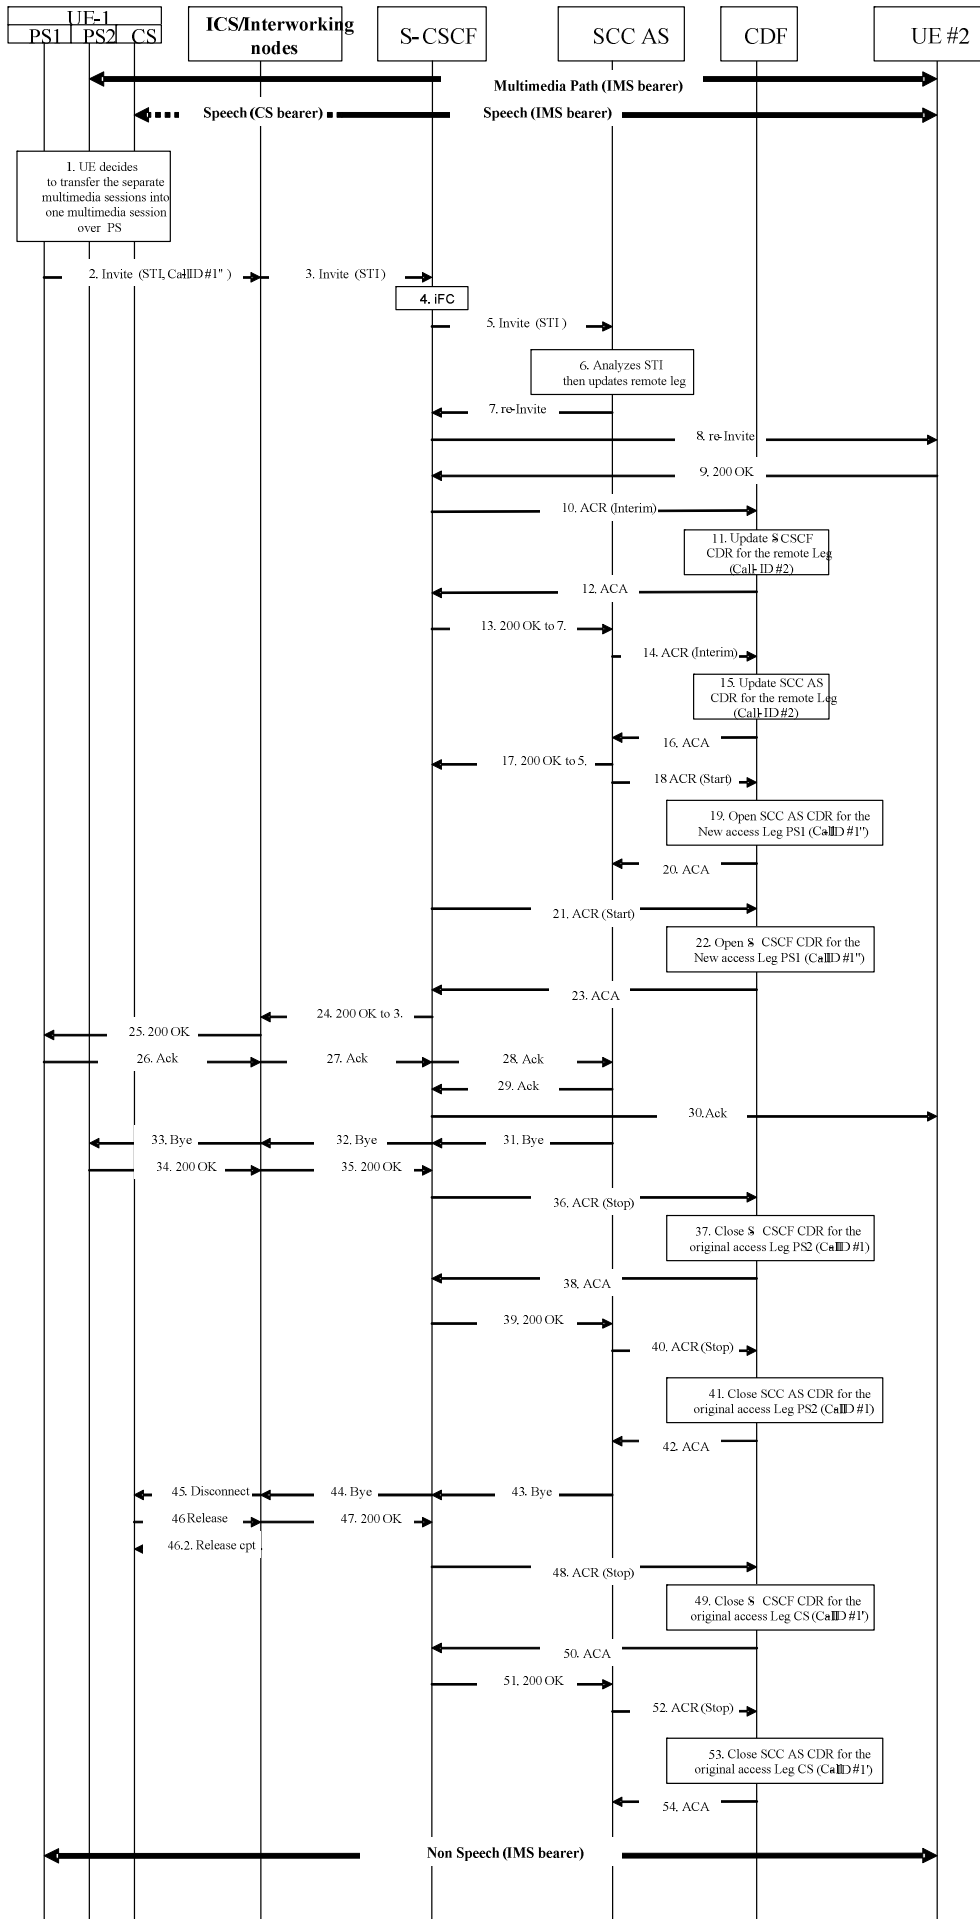 UE-1
PS1 PS2 CS
ICS/Interworking
nodes
S-CSCF
SCC AS
CDF
UE #2
Multimedia Path (IMS bearer)
Speech (CS bearer)
Speech (IMS bearer)
1. UE decides
to transfer the separate
multimedia sessions into
one multimedia session
over PS
2. Invite (STI, Call-ID #1")
3. Invite (STI)
4. iFC
5. Invite (STI)
6. Analyzes STI
then updates remote leg
7. re-Invite
8. re-Invite
9. 200 OK
10. ACR (Interim)
11. Update S-CSCF
CDR for the remote Leg
(Call-ID #2)
12. ACA
13. 200 OK to 7.
14. ACR (Interim)
15. Update SCC AS
CDR for the remote Leg
(Call-ID #2)
16. ACA
17. 200 OK to 5.
18 ACR (Start)
19. Open SCC AS CDR for the
New access Leg PS1 (Call-ID #1")
20. ACA
21. ACR (Start)
22. Open S-CSCF CDR for the
New access Leg PS1 (Call-ID #1")
23. ACA
24. 200 OK to 3.
25. 200 OK
26. Ack
27. Ack
28. Ack
29. Ack
30. Ack
33. Bye
32. Bye
31. Bye
34. 200 OK
35. 200 OK
36. ACR (Stop)
37. Close S-CSCF CDR for the
original access Leg PS2 (Call-ID #1)
38. ACA
39. 200 OK
40. ACR (Stop)
41. Close SCC AS CDR for the
original access Leg PS2 (Call-ID #1)
42. ACA
45. Disconnect
44. Bye
43. Bye
46 Release
47. 200 OK
46.2. Release cpt .
48. ACR (Stop)
49. Close S-CSCF CDR for the
original access Leg CS (Call-ID #1')
50. ACA
51. 200 OK
52. ACR (Stop)
53. Close SCC AS CDR for the
original access Leg CS (Call-ID #1')
54. ACA
Non Speech (IMS bearer)